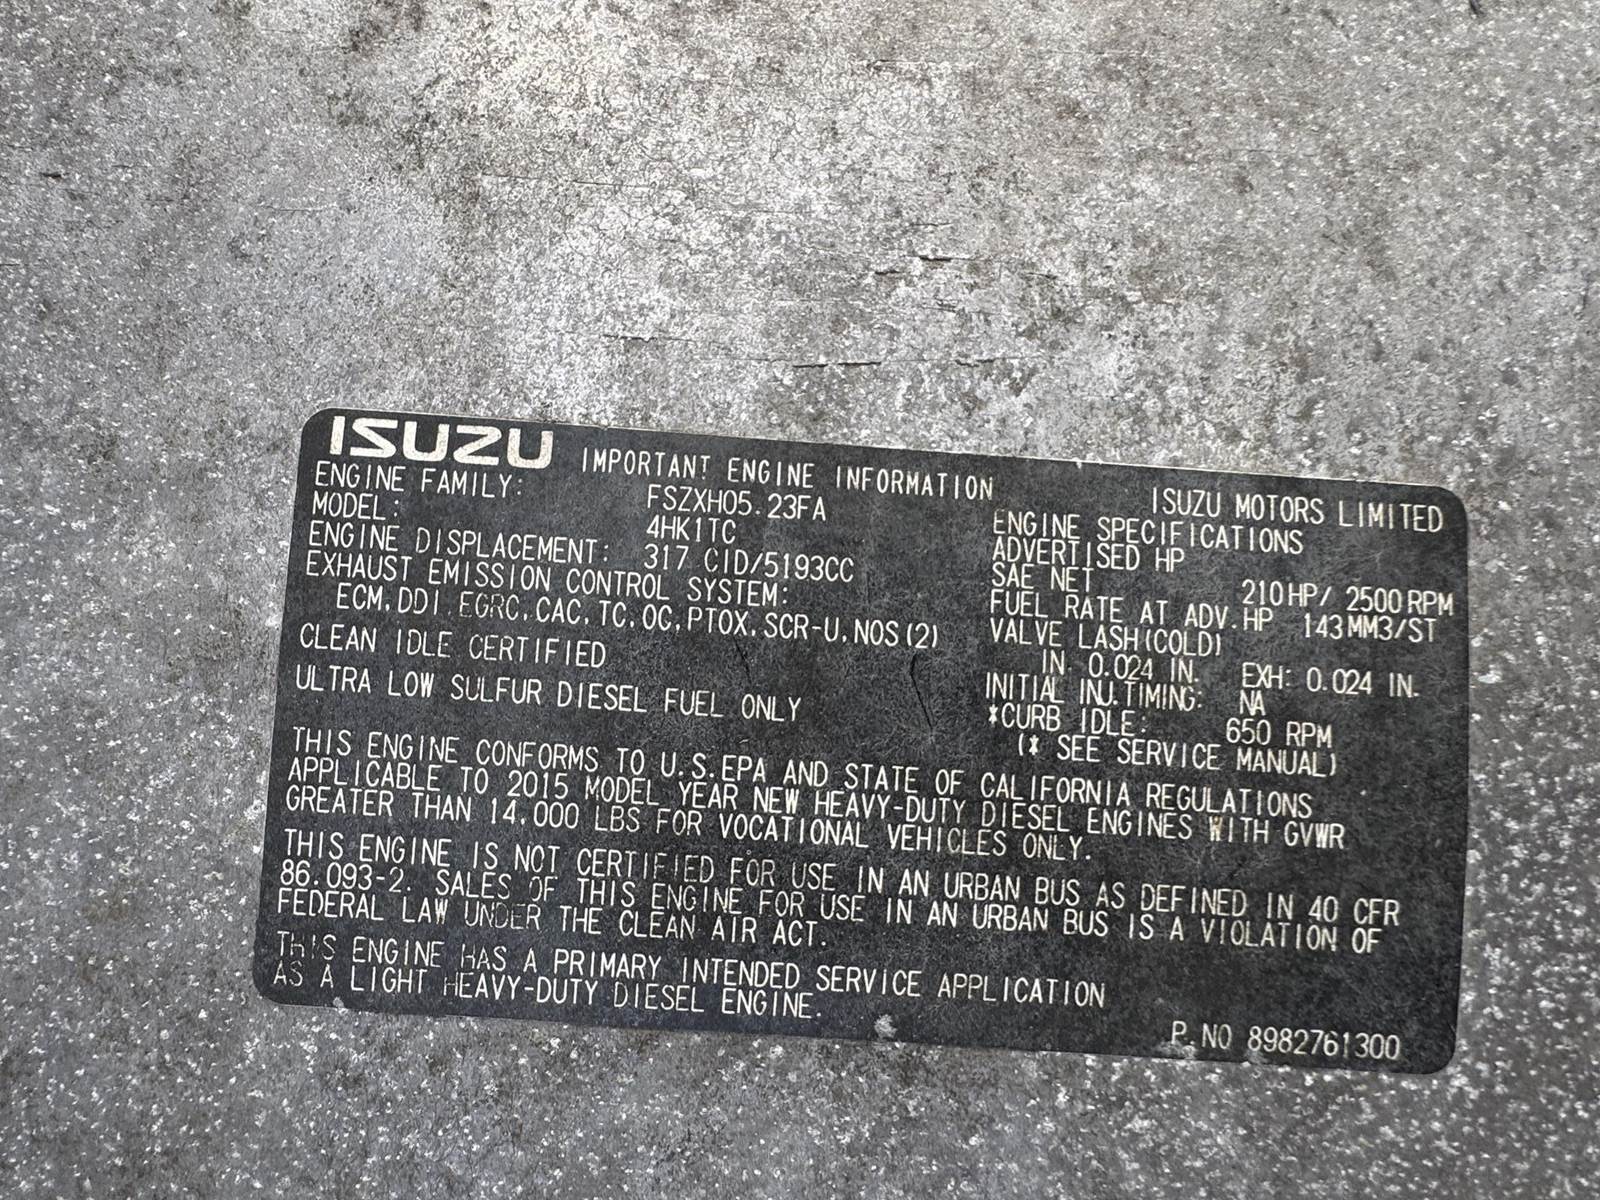 ISUZU IMPORTANT ENGINE INFORMATION ISUZU MOTORS LIMITED
ENGINE FAMILY: FSZXH05.23FA
MODEL: 4HK1TC
ENGINE DISPLACEMENT: 317 CID/5193CC
EXHAUST EMISSION CONTROL SYSTEM:
ECM, DDI, EGRC, CAC, TC, OC, PTOX, SCR-U, NOS(2)
CLEAN IDLE CERTIFIED
ULTRA LOW SULFUR DIESEL FUEL ONLY
ENGINE SPECIFICATIONS
ADVERTISED HP
SAE NET 210HP/ 2500RPM
FUEL RATE AT ADV. HP 143MM3/ST
VALVE LASH(COLD)
IN. 0.024 IN. EXH: 0.024 IN.
INITIAL INJ.TIMING: NA
*CURB IDLE: 650 RPM
(* SEE SERVICE MANUAL)
THIS ENGINE CONFORMS TO U.S.EPA AND STATE OF CALIFORNIA REGULATIONS
APPLICABLE TO 2015 MODEL YEAR NEW HEAVY-DUTY DIESEL ENGINES WITH GVWR
GREATER THAN 14,000 LBS FOR VOCATIONAL VEHICLES ONLY.
THIS ENGINE IS NOT CERTIFIED FOR USE IN AN URBAN BUS AS DEFINED IN 40 CFR
86.093-2. SALES OF THIS ENGINE FOR USE IN AN URBAN BUS IS A VIOLATION OF
FEDERAL LAW UNDER THE CLEAN AIR ACT.
THIS ENGINE HAS A PRIMARY INTENDED SERVICE APPLICATION
AS A LIGHT HEAVY-DUTY DIESEL ENGINE.
P.NO 8982761300